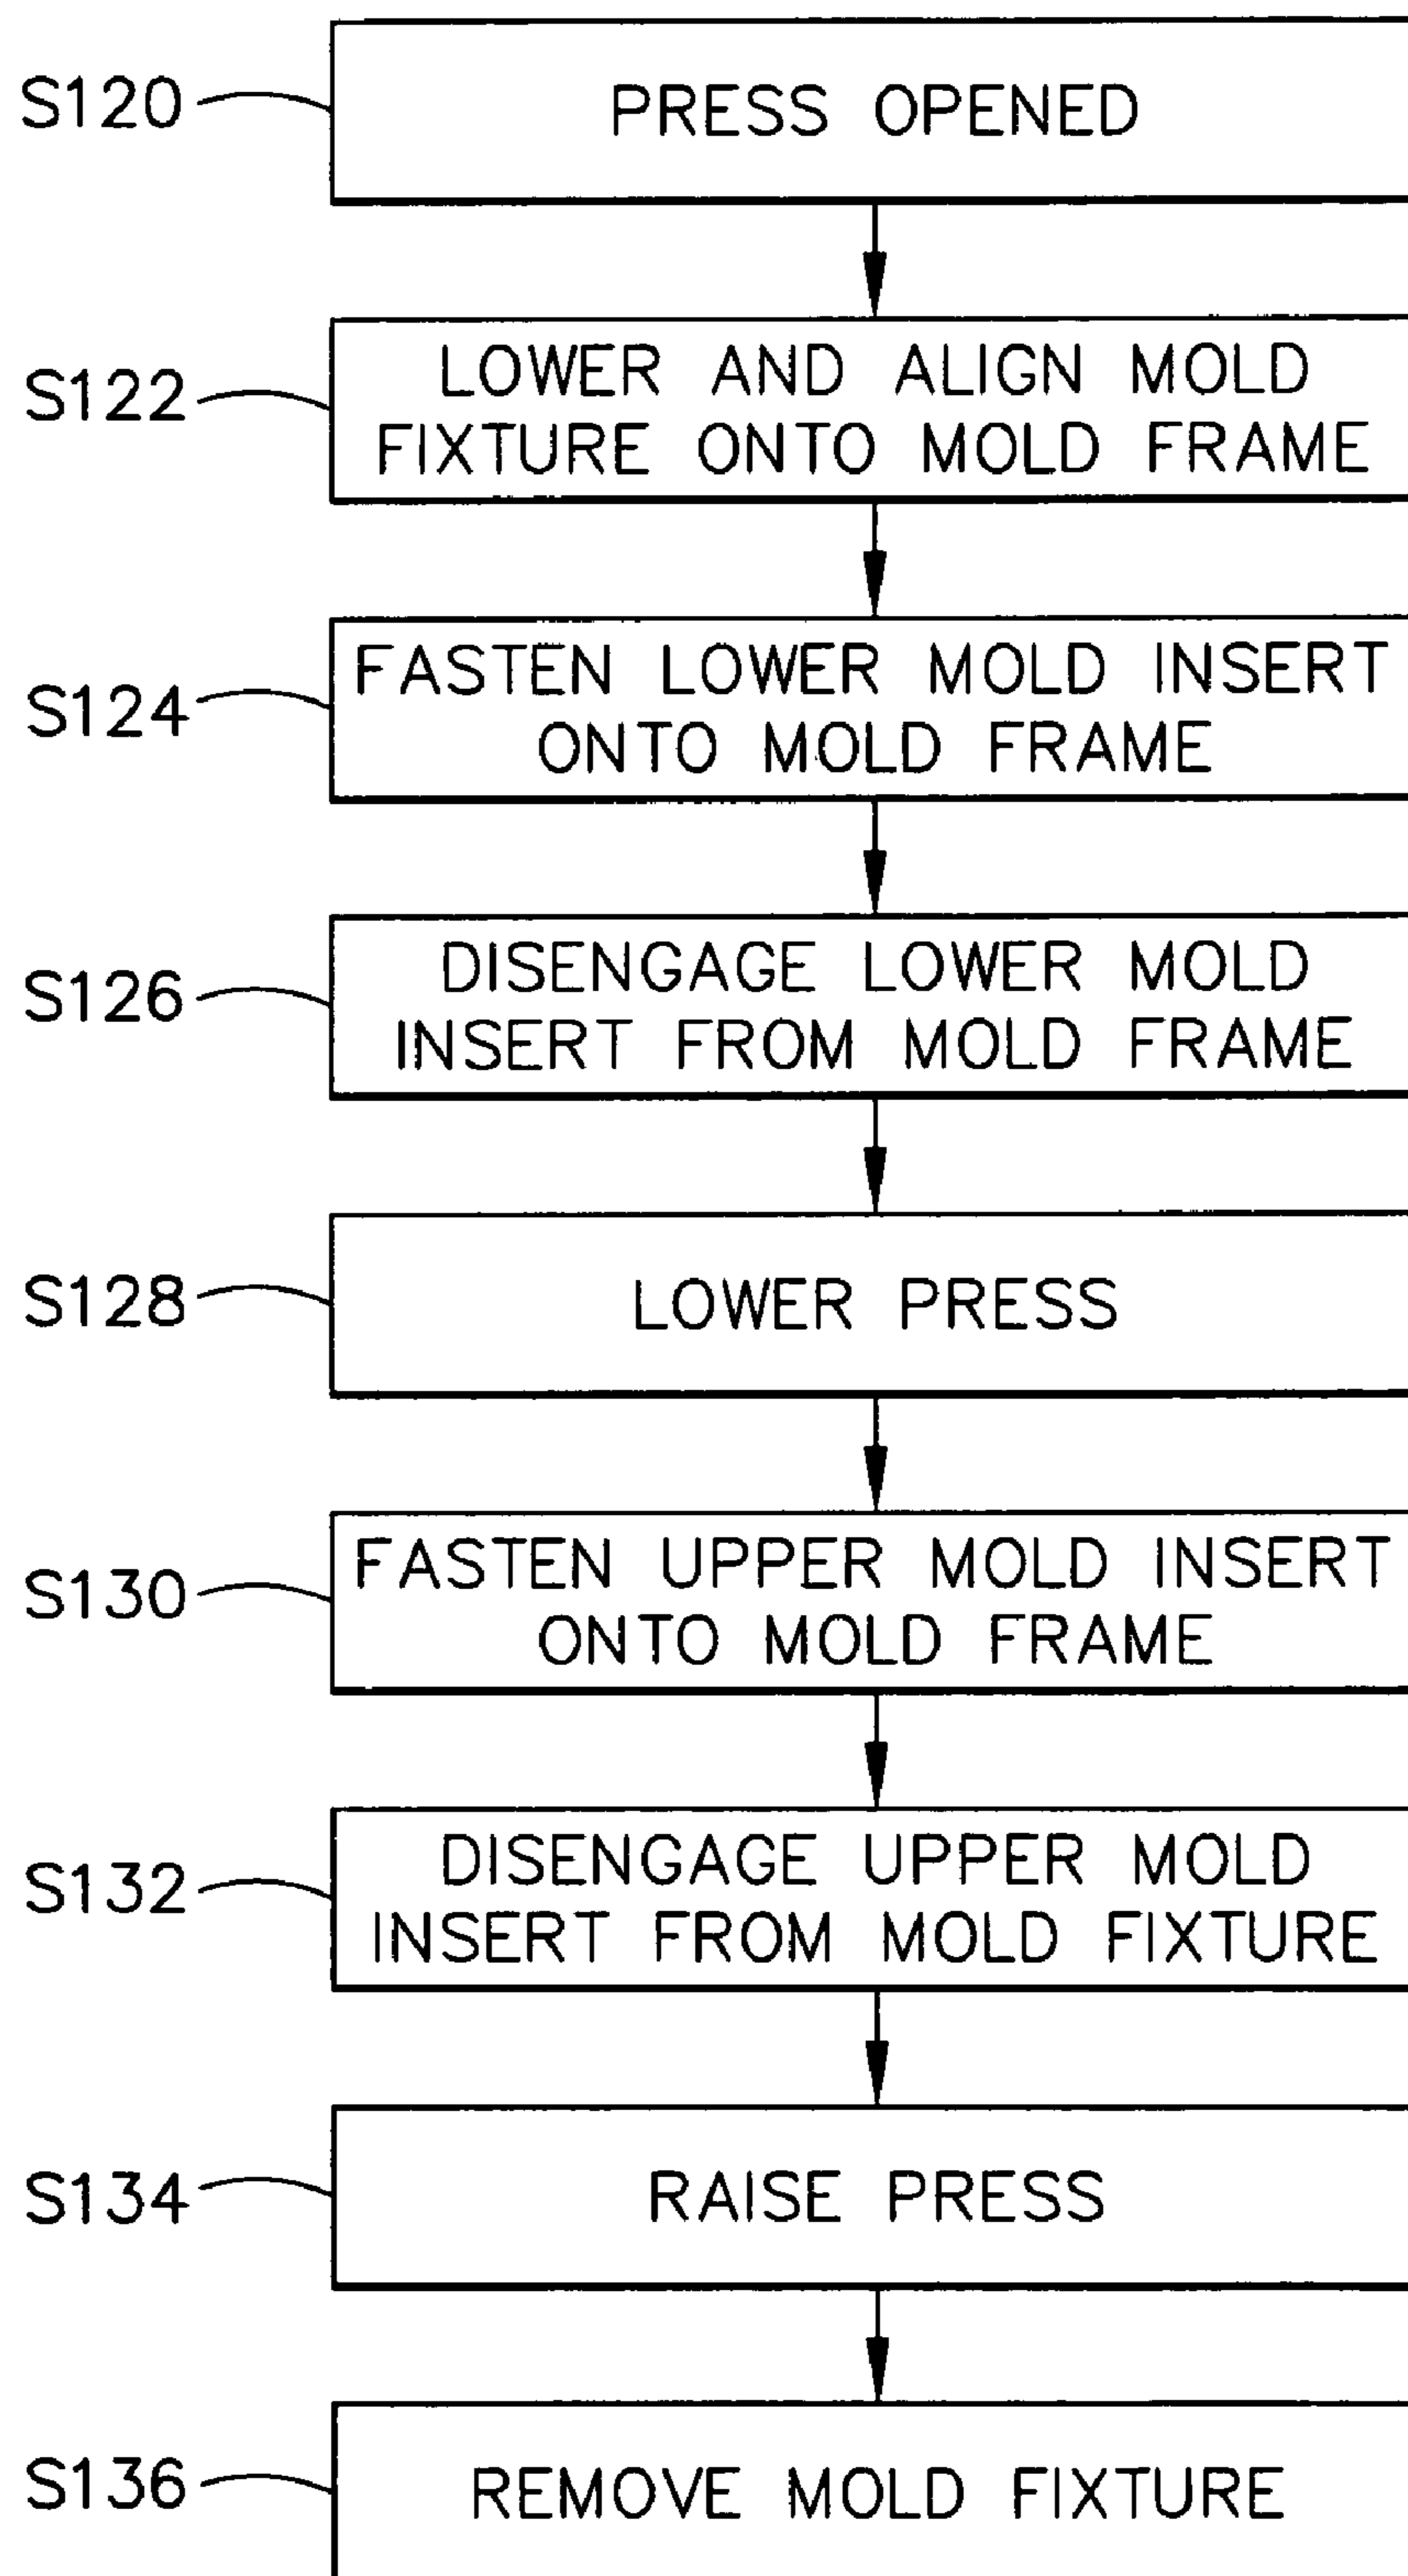 S120
PRESS OPENED
S122
LOWER AND ALIGN MOLD
FIXTURE ONTO MOLD FRAME
S124
FASTEN LOWER MOLD INSERT
ONTO MOLD FRAME
S126
DISENGAGE LOWER MOLD
INSERT FROM MOLD FRAME
S128
LOWER PRESS
S130
FASTEN UPPER MOLD INSERT
ONTO MOLD FRAME
S132
DISENGAGE UPPER MOLD
INSERT FROM MOLD FIXTURE
S134
RAISE PRESS
S136
REMOVE MOLD FIXTURE